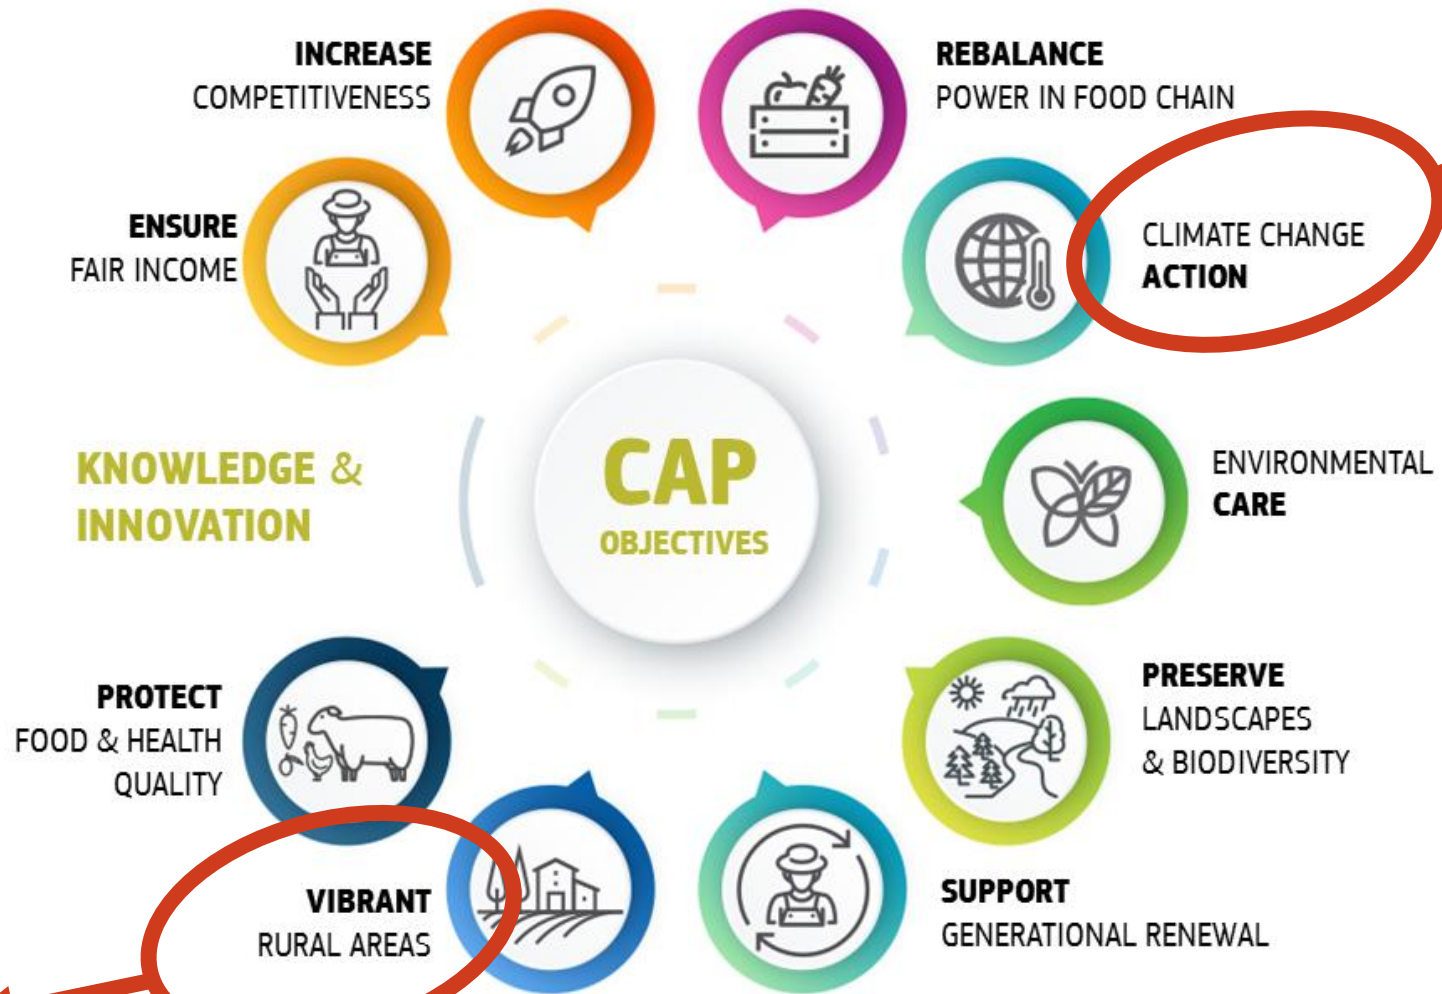 INCREASE
COMPETITIVENESS
REBALANCE
POWER IN FOOD CHAIN
ENSURE
FAIR INCOME
CLIMATE CHANGE
ACTION
KNOWLEDGE &
INNOVATION
CAP
OBJECTIVES
ENVIRONMENTAL
CARE
PROTECT
FOOD & HEALTH
QUALITY
PRESERVE
LANDSCAPES
& BIODIVERSITY
VIBRANT
RURAL AREAS
SUPPORT
GENERATIONAL RENEWAL